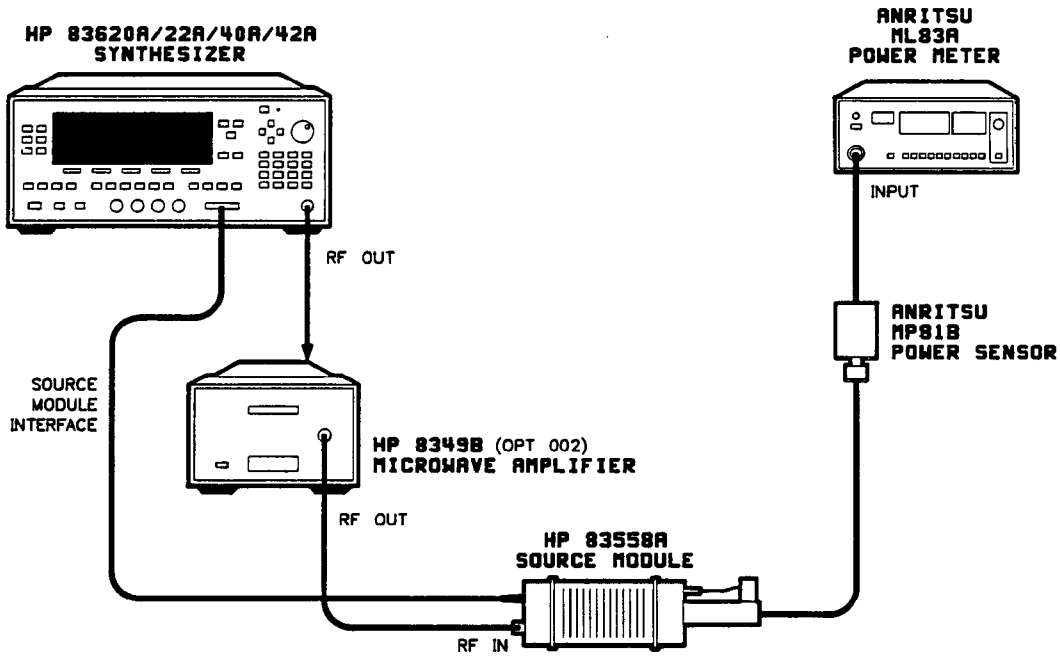 HP 83620A/22A/40A/42A
SYNTHESIZER
ANRITSU
ML83A
POWER METER
INPUT
RF OUT
ANRITSU
MP81B
POWER SENSOR
SOURCE
MODULE
INTERFACE
HP 8349B (OPT 002)
MICROWAVE AMPLIFIER
RF OUT
HP 83558A
SOURCE MODULE
RF IN